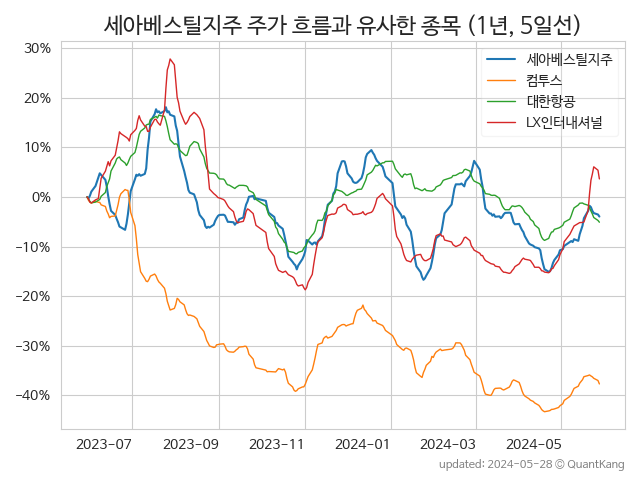 세아베스틸지주 주가 흐름과 유사한 종목 (1년, 5일선)
30%
20%
10%
0%
−10%
−20%
−30%
−40%
세아베스틸지주
컴투스
대한항공
LX인터내셔널
2023-07
2023-09
2023-11
2024-01
2024-03
2024-05
updated: 2024-05-28 © QuantKang